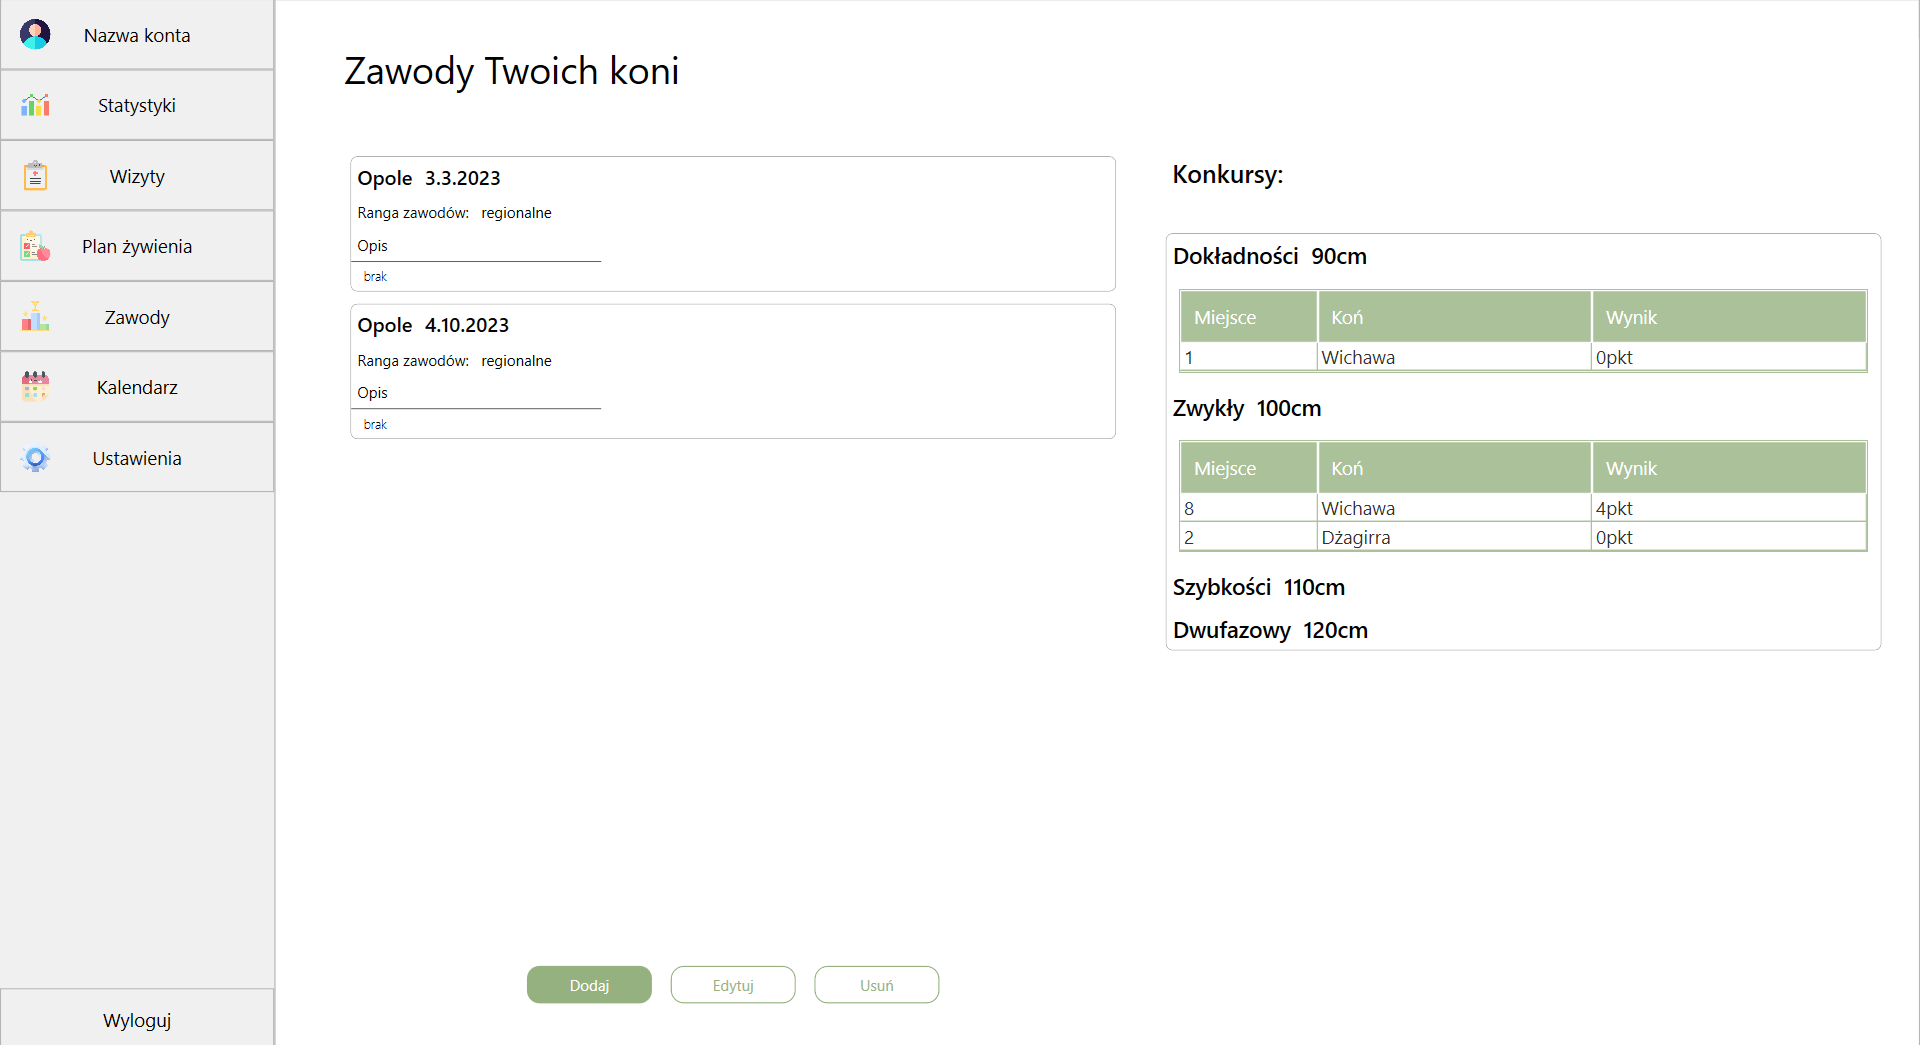 Nazwa konta
Statystyki
Wizyty
Plan żywienia
Zawody
Kalendarz
Ustawienia
Wyloguj
Zawody Twoich koni
Opole 3.3.2023
Ranga zawodów: regionalne
Opis
brak
Opole 4.10.2023
Ranga zawodów: regionalne
Opis
brak
Dodaj Edytuj Usuń
Konkursy:
Dokładności 90cm
Miejsce Koń Wynik
1 Wichawa 0pkt
Zwykły 100cm
Miejsce Koń Wynik
8 Wichawa 4pkt
2 Dżagirra 0pkt
Szybkości 110cm
Dwufazowy 120cm